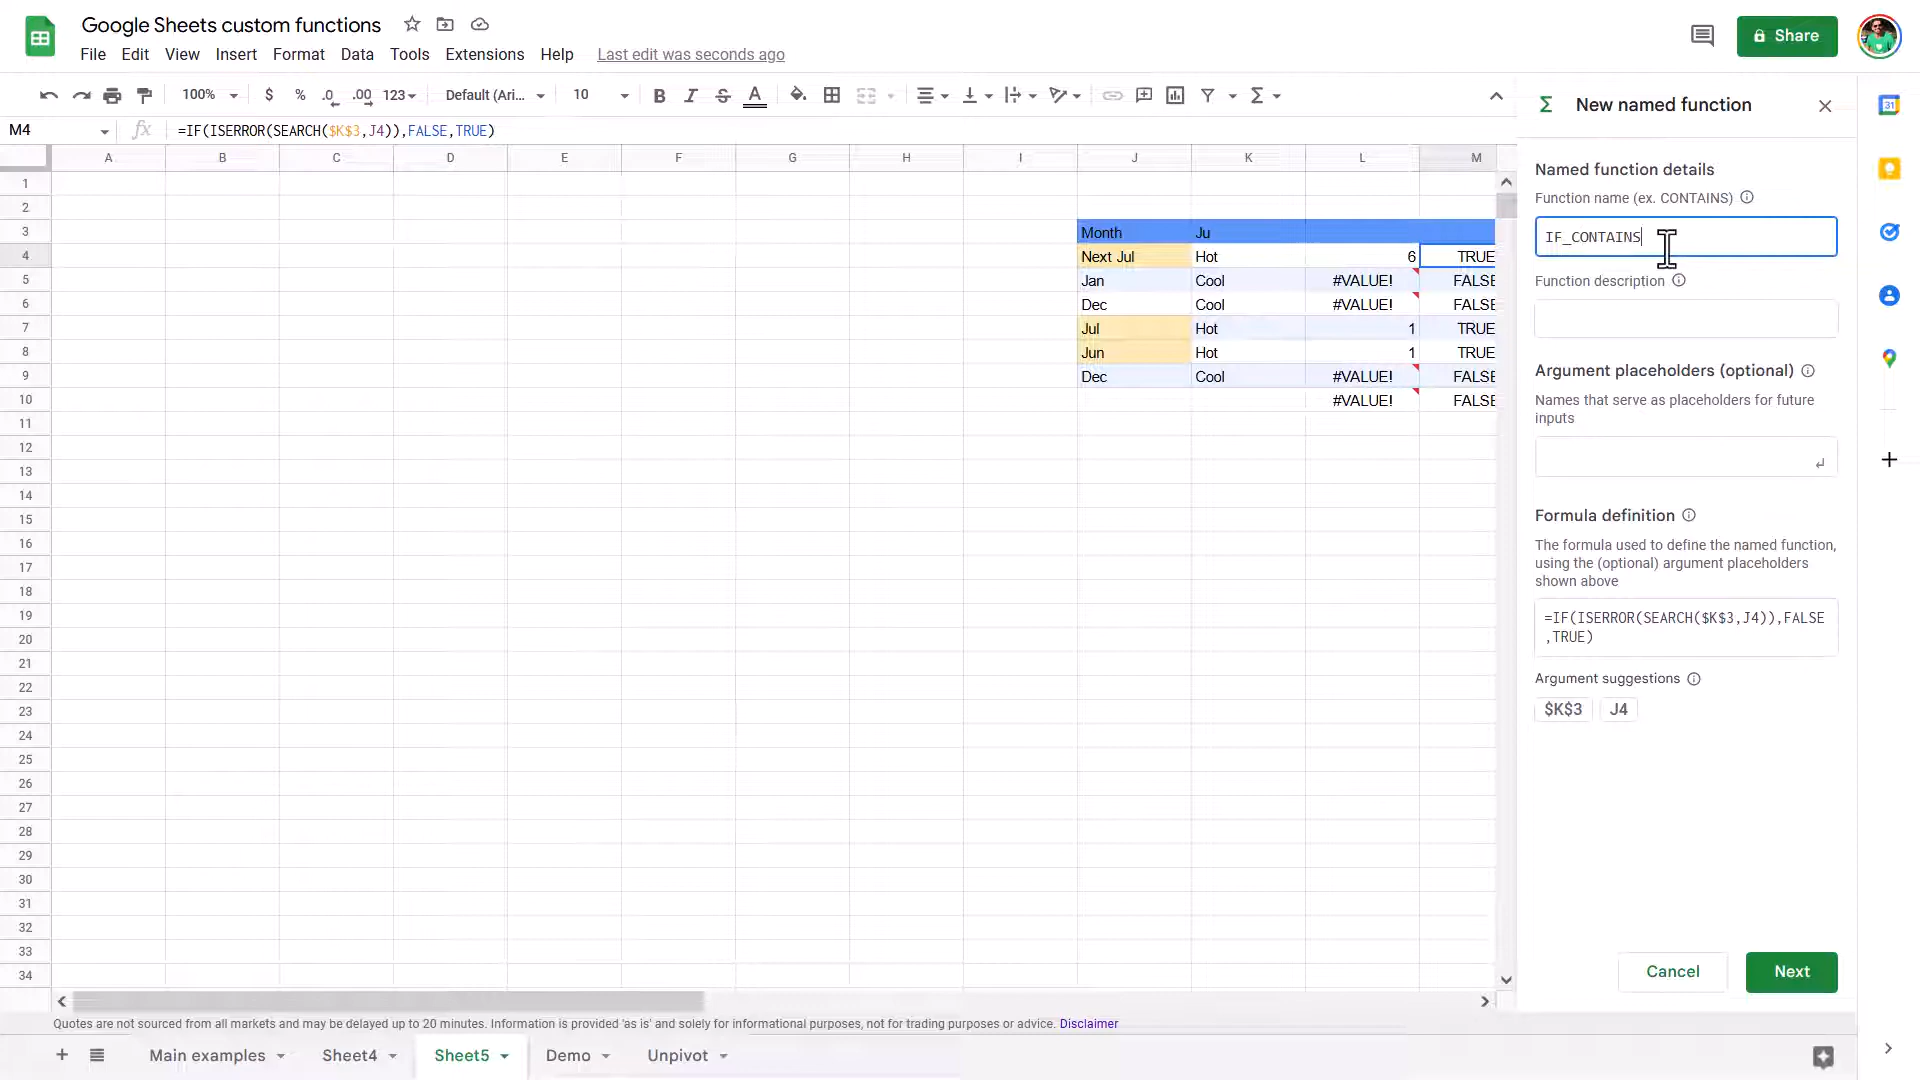 Google Sheets custom functions
File Edit View Insert Format Data Tools Extensions Help Last edit was seconds ago
Share
100% $ % .0 .00 123 Default (Ari... 10 B I S A Σ
M4 fx =IF(ISERROR(SEARCH($K$3,J4)),FALSE,TRUE)
A B C D E F G H I J K L M
1
2
3 Month Ju
4 Next Jul Hot 6 TRUE
5 Jan Cool #VALUE! FALSE
6 Dec Cool #VALUE! FALSE
7 Jul Hot 1 TRUE
8 Jun Hot 1 TRUE
9 Dec Cool #VALUE! FALSE
10 #VALUE! FALSE
11
12
13
14
15
16
17
18
19
20
21
22
23
24
25
26
27
28
29
30
31
32
33
34
Σ New named function
Named function details
Function name (ex. CONTAINS)
IF_CONTAINS
Function description
Argument placeholders (optional)
Names that serve as placeholders for future
inputs
Formula definition
The formula used to define the named function,
using the (optional) argument placeholders
shown above
=IF(ISERROR(SEARCH($K$3,J4)),FALSE
,TRUE)
Argument suggestions
$K$3 J4
Cancel Next
31
Quotes are not sourced from all markets and may be delayed up to 20 minutes. Information is provided 'as is' and solely for informational purposes, not for trading purposes or advice. Disclaimer
Main examples Sheet4 Sheet5 Demo Unpivot